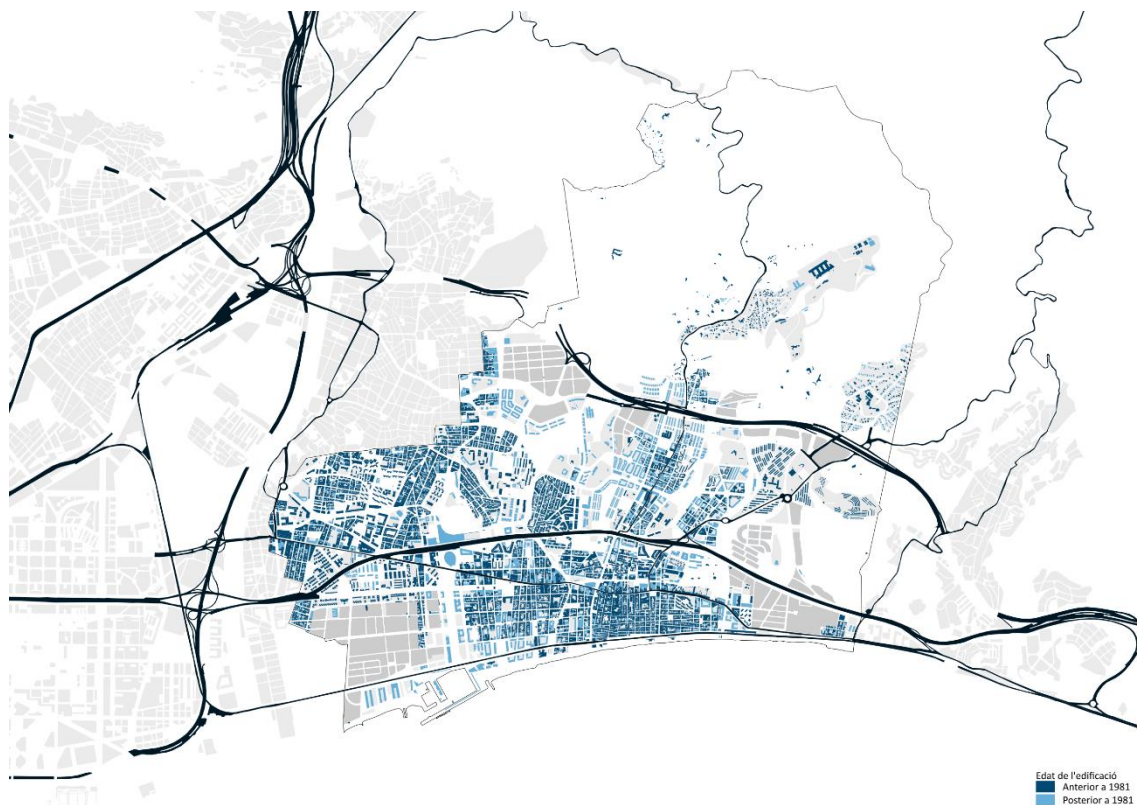 Edat de l'edificació
Anterior a 1981
Posterior a 1981